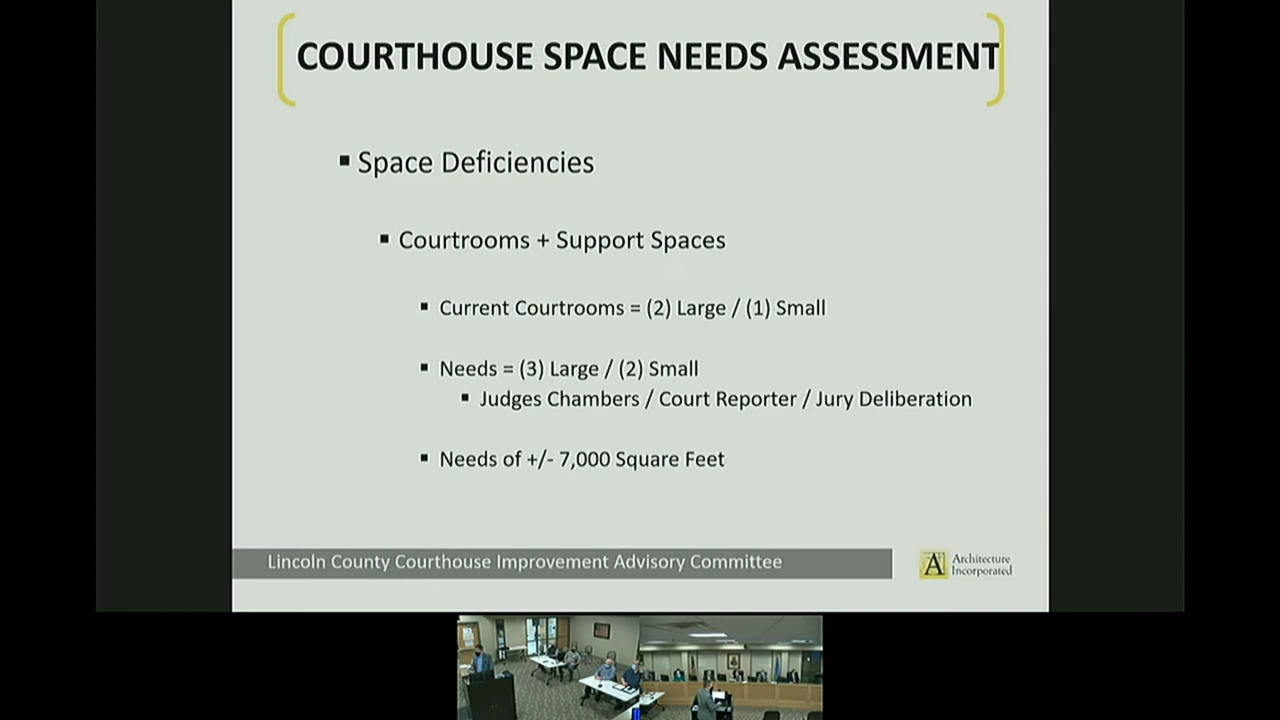 COURTHOUSE SPACE NEEDS ASSESSMENT
Space Deficiencies
Courtrooms + Support Spaces
Current Courtrooms = (2) Large / (1) Small
Needs = (3) Large / (2) Small
Judges Chambers / Court Reporter / Jury Deliberation
Needs of +/- 7,000 Square Feet
Lincoln County Courthouse Improvement Advisory Committee
A
Architecture
Incorporated